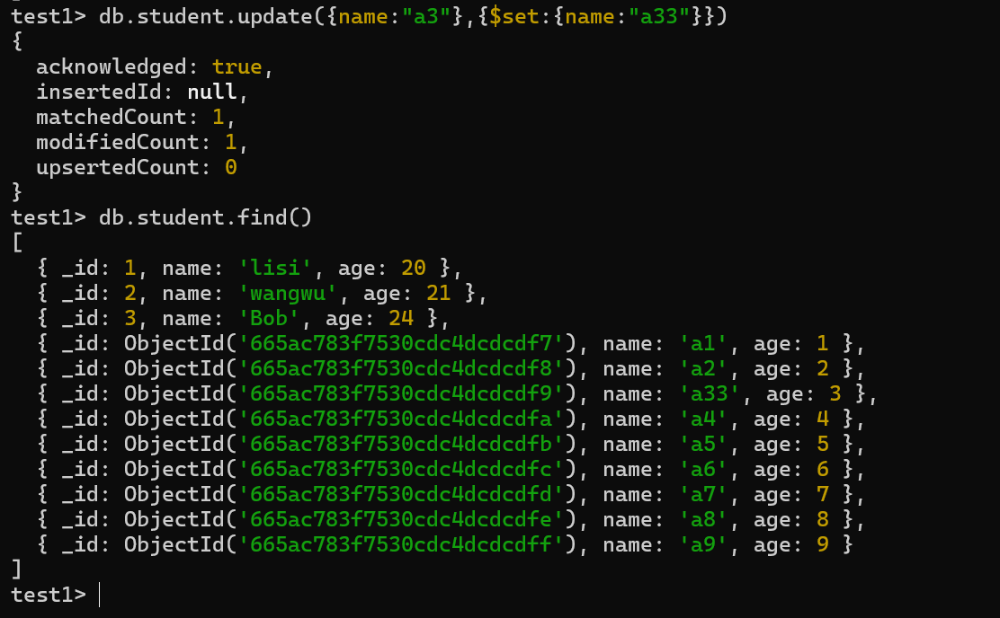 test1> db.student.update({name:"a3"},{$set:{name:"a33"}})
{
  acknowledged: true,
  insertedId: null,
  matchedCount: 1,
  modifiedCount: 1,
  upsertedCount: 0
}
test1> db.student.find()
[
  { _id: 1, name: 'lisi', age: 20 },
  { _id: 2, name: 'wangwu', age: 21 },
  { _id: 3, name: 'Bob', age: 24 },
  { _id: ObjectId('665ac783f7530cdc4dcdcdf7'), name: 'a1', age: 1 },
  { _id: ObjectId('665ac783f7530cdc4dcdcdf8'), name: 'a2', age: 2 },
  { _id: ObjectId('665ac783f7530cdc4dcdcdf9'), name: 'a33', age: 3 },
  { _id: ObjectId('665ac783f7530cdc4dcdcdfa'), name: 'a4', age: 4 },
  { _id: ObjectId('665ac783f7530cdc4dcdcdfb'), name: 'a5', age: 5 },
  { _id: ObjectId('665ac783f7530cdc4dcdcdfc'), name: 'a6', age: 6 },
  { _id: ObjectId('665ac783f7530cdc4dcdcdfd'), name: 'a7', age: 7 },
  { _id: ObjectId('665ac783f7530cdc4dcdcdfe'), name: 'a8', age: 8 },
  { _id: ObjectId('665ac783f7530cdc4dcdcdff'), name: 'a9', age: 9 }
]
test1>